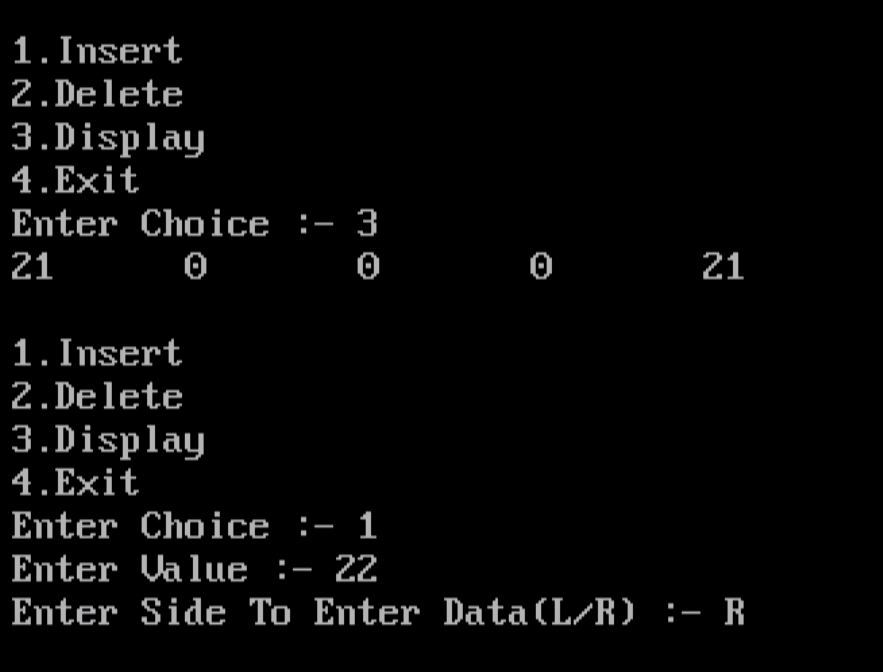 1.Insert
2.Delete
3.Display
4.Exit
Enter Choice :- 3
21 0 0 0 21
1.Insert
2.Delete
3.Display
4.Exit
Enter Choice :- 1
Enter Value :- 22
Enter Side To Enter Data(L/R) :- R